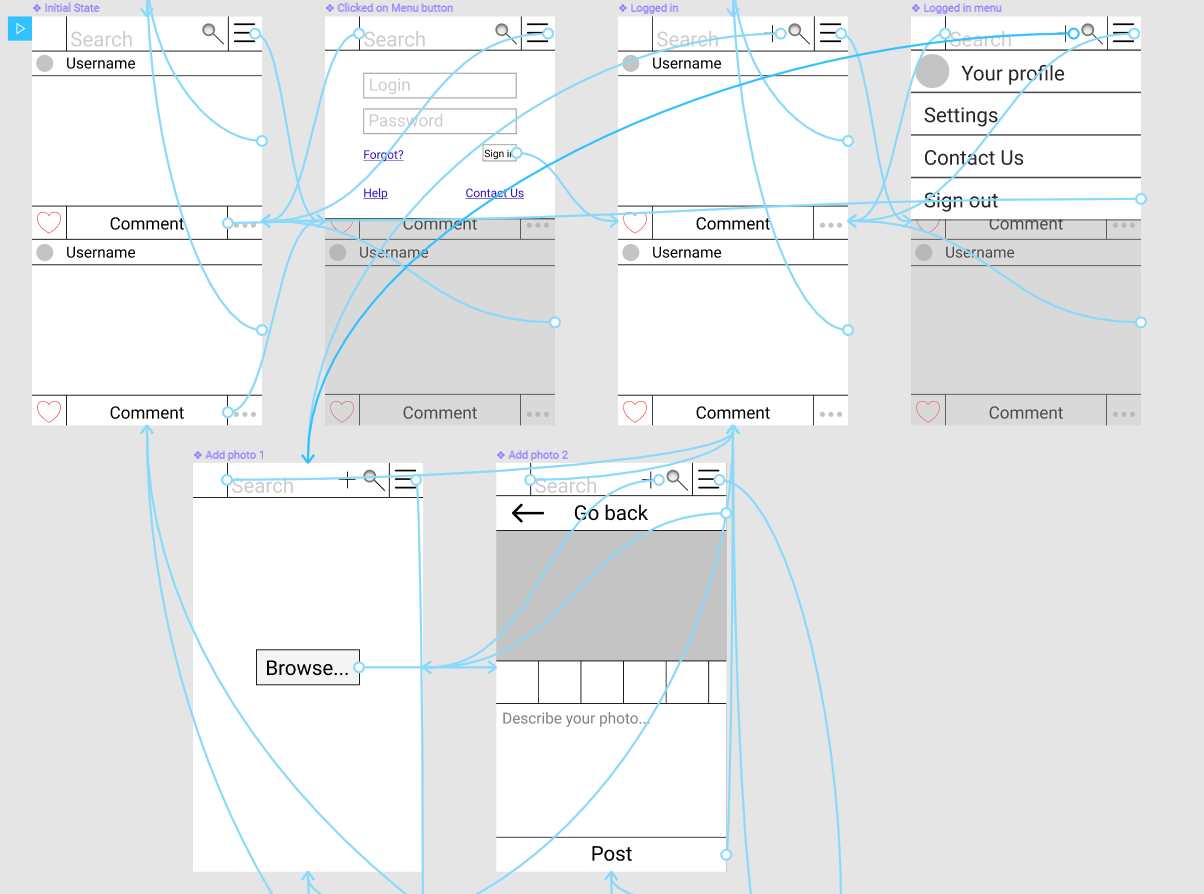 Initial State
Search
Username
Comment
Username
Comment
Clicked on Menu button
Search
Login
Password
Forgot?
Sign in
Help
Contact Us
Comment
Username
Comment
Logged in
Search
Username
Comment
Username
Comment
Logged in menu
Search
Your profile
Settings
Contact Us
Sign out
Comment
Username
Comment
Add photo 1
Search
Browse...
Add photo 2
Search
Go back
Describe your photo...
Post